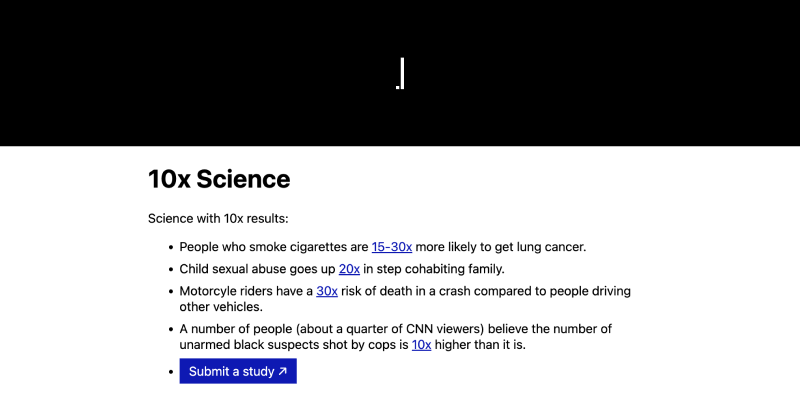 10x Science
Science with 10x results:
• People who smoke cigarettes are 15-30x more likely to get lung cancer.
• Child sexual abuse goes up 20x in step cohabiting family.
• Motorcyle riders have a 30x risk of death in a crash compared to people driving
other vehicles.
• A number of people (about a quarter of CNN viewers) believe the number of
unarmed black suspects shot by cops is 10x higher than it is.
• Submit a study ↗